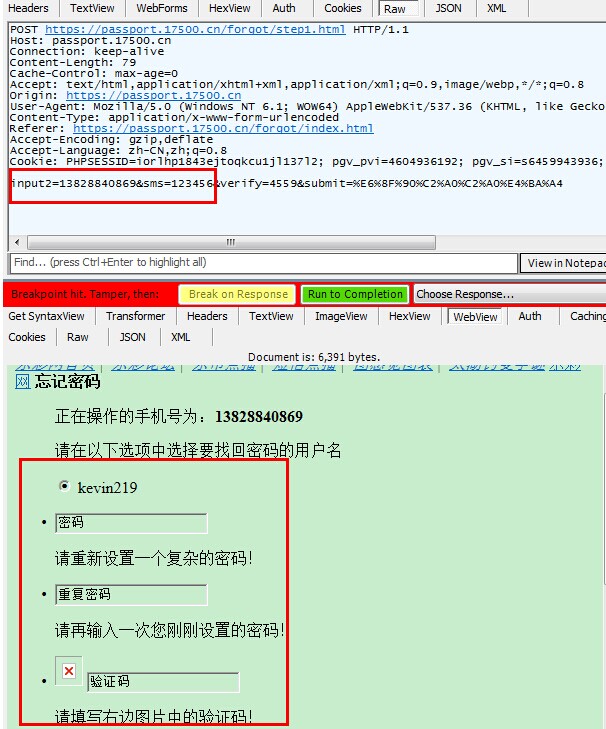 Headers TextView WebForms HexView Auth Cookies Raw JSON XML
POST https://passport.17500.cn/forgot/step1.html HTTP/1.1
Host: passport.17500.cn
Connection: keep-alive
Content-Length: 79
Cache-Control: max-age=0
Accept: text/html,application/xhtml+xml,application/xml;q=0.9,image/webp,*/*;q=0.8
Origin: https://passport.17500.cn
User-Agent: Mozilla/5.0 (Windows NT 6.1; WOW64) AppleWebKit/537.36 (KHTML, like Gecko
Content-Type: application/x-www-form-urlencoded
Referer: https://passport.17500.cn/forgot/index.html
Accept-Encoding: gzip,deflate
Accept-Language: zh-CN,zh;q=0.8
Cookie: PHPSESSID=iorlhp1843ejtoqkcu1jl137l2; pgv_pvi=4604936192; pgv_si=s6459943936;
input2=13828840869&sms=123456&verify=4559&submit=%E6%8F%90%C2%A0%C2%A0%E4%BA%A4
Find... (press Ctrl+Enter to highlight all) View in Notepad
Breakpoint hit. Tamper, then: Break on Response Run to Completion Choose Response...
Get SyntaxView Transformer Headers TextView ImageView HexView WebView Auth Caching
Cookies Raw JSON XML
Document is: 6,391 bytes.
网 忘记密码
正在操作的手机号为：13828840869
请在以下选项中选择要找回密码的用户名
kevin219
密码
请重新设置一个复杂的密码！
重复密码
请再输入一次您刚刚设置的密码！
验证码
请填写右边图片中的验证码！